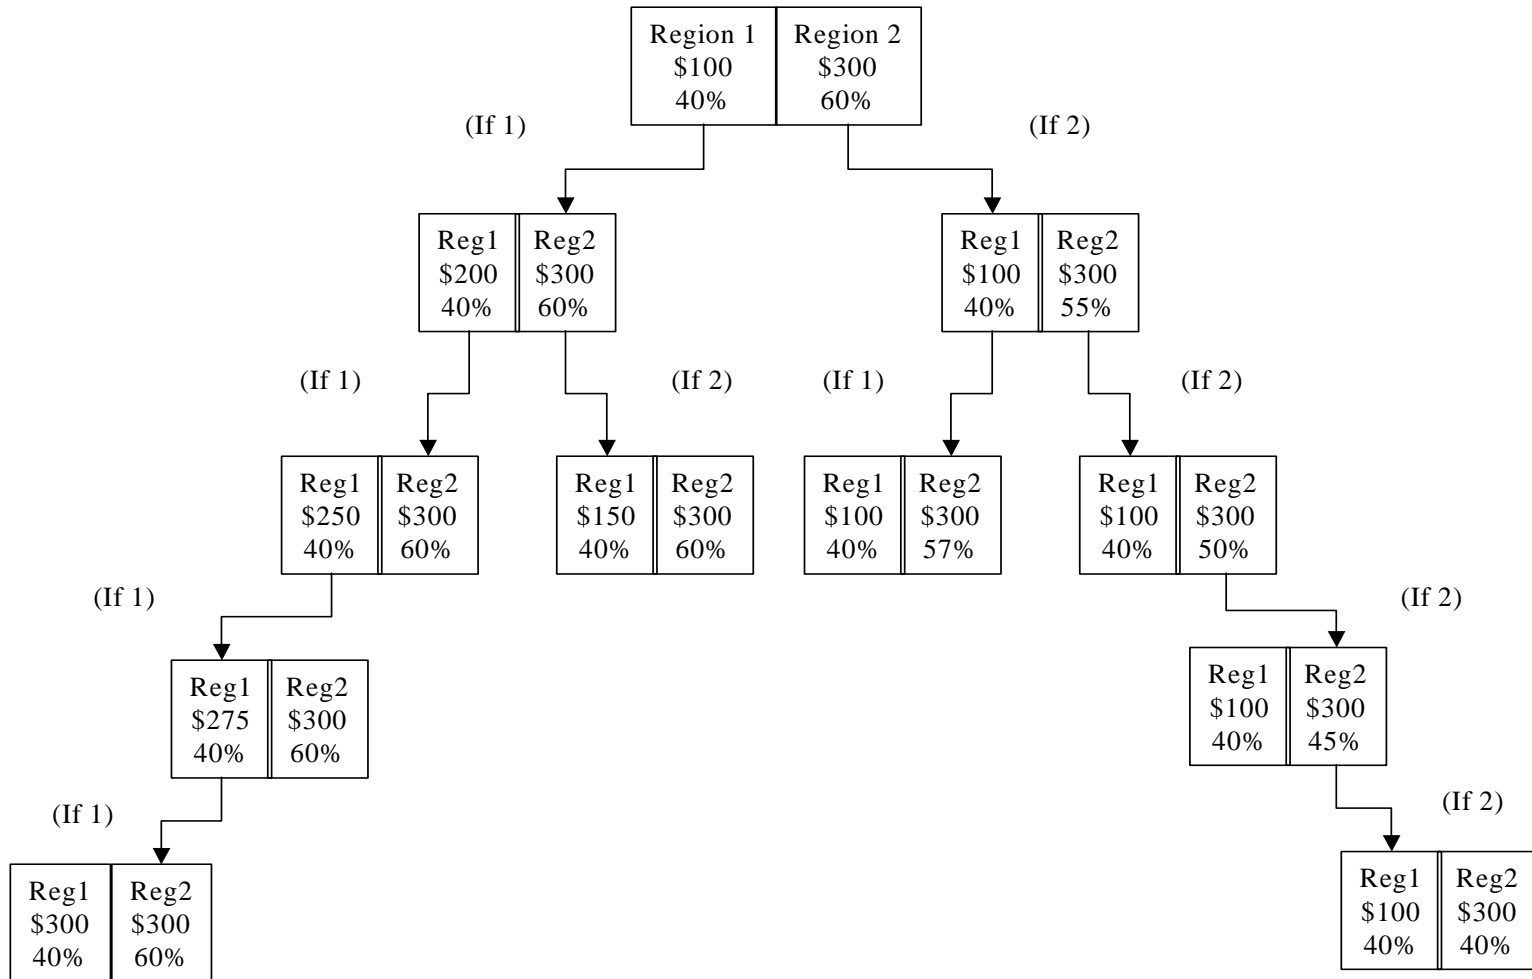 Region 1
$100
40%
Region 2
$300
60%
(If 1)
(If 2)
Reg1
$200
40%
Reg2
$300
60%
Reg1
$100
40%
Reg2
$300
55%
(If 1)
(If 2)
(If 1)
(If 2)
Reg1
$250
40%
Reg2
$300
60%
Reg1
$150
40%
Reg2
$300
60%
Reg1
$100
40%
Reg2
$300
57%
Reg1
$100
40%
Reg2
$300
50%
(If 1)
(If 2)
Reg1
$275
40%
Reg2
$300
60%
Reg1
$100
40%
Reg2
$300
45%
(If 1)
(If 2)
Reg1
$300
40%
Reg2
$300
60%
Reg1
$100
40%
Reg2
$300
40%